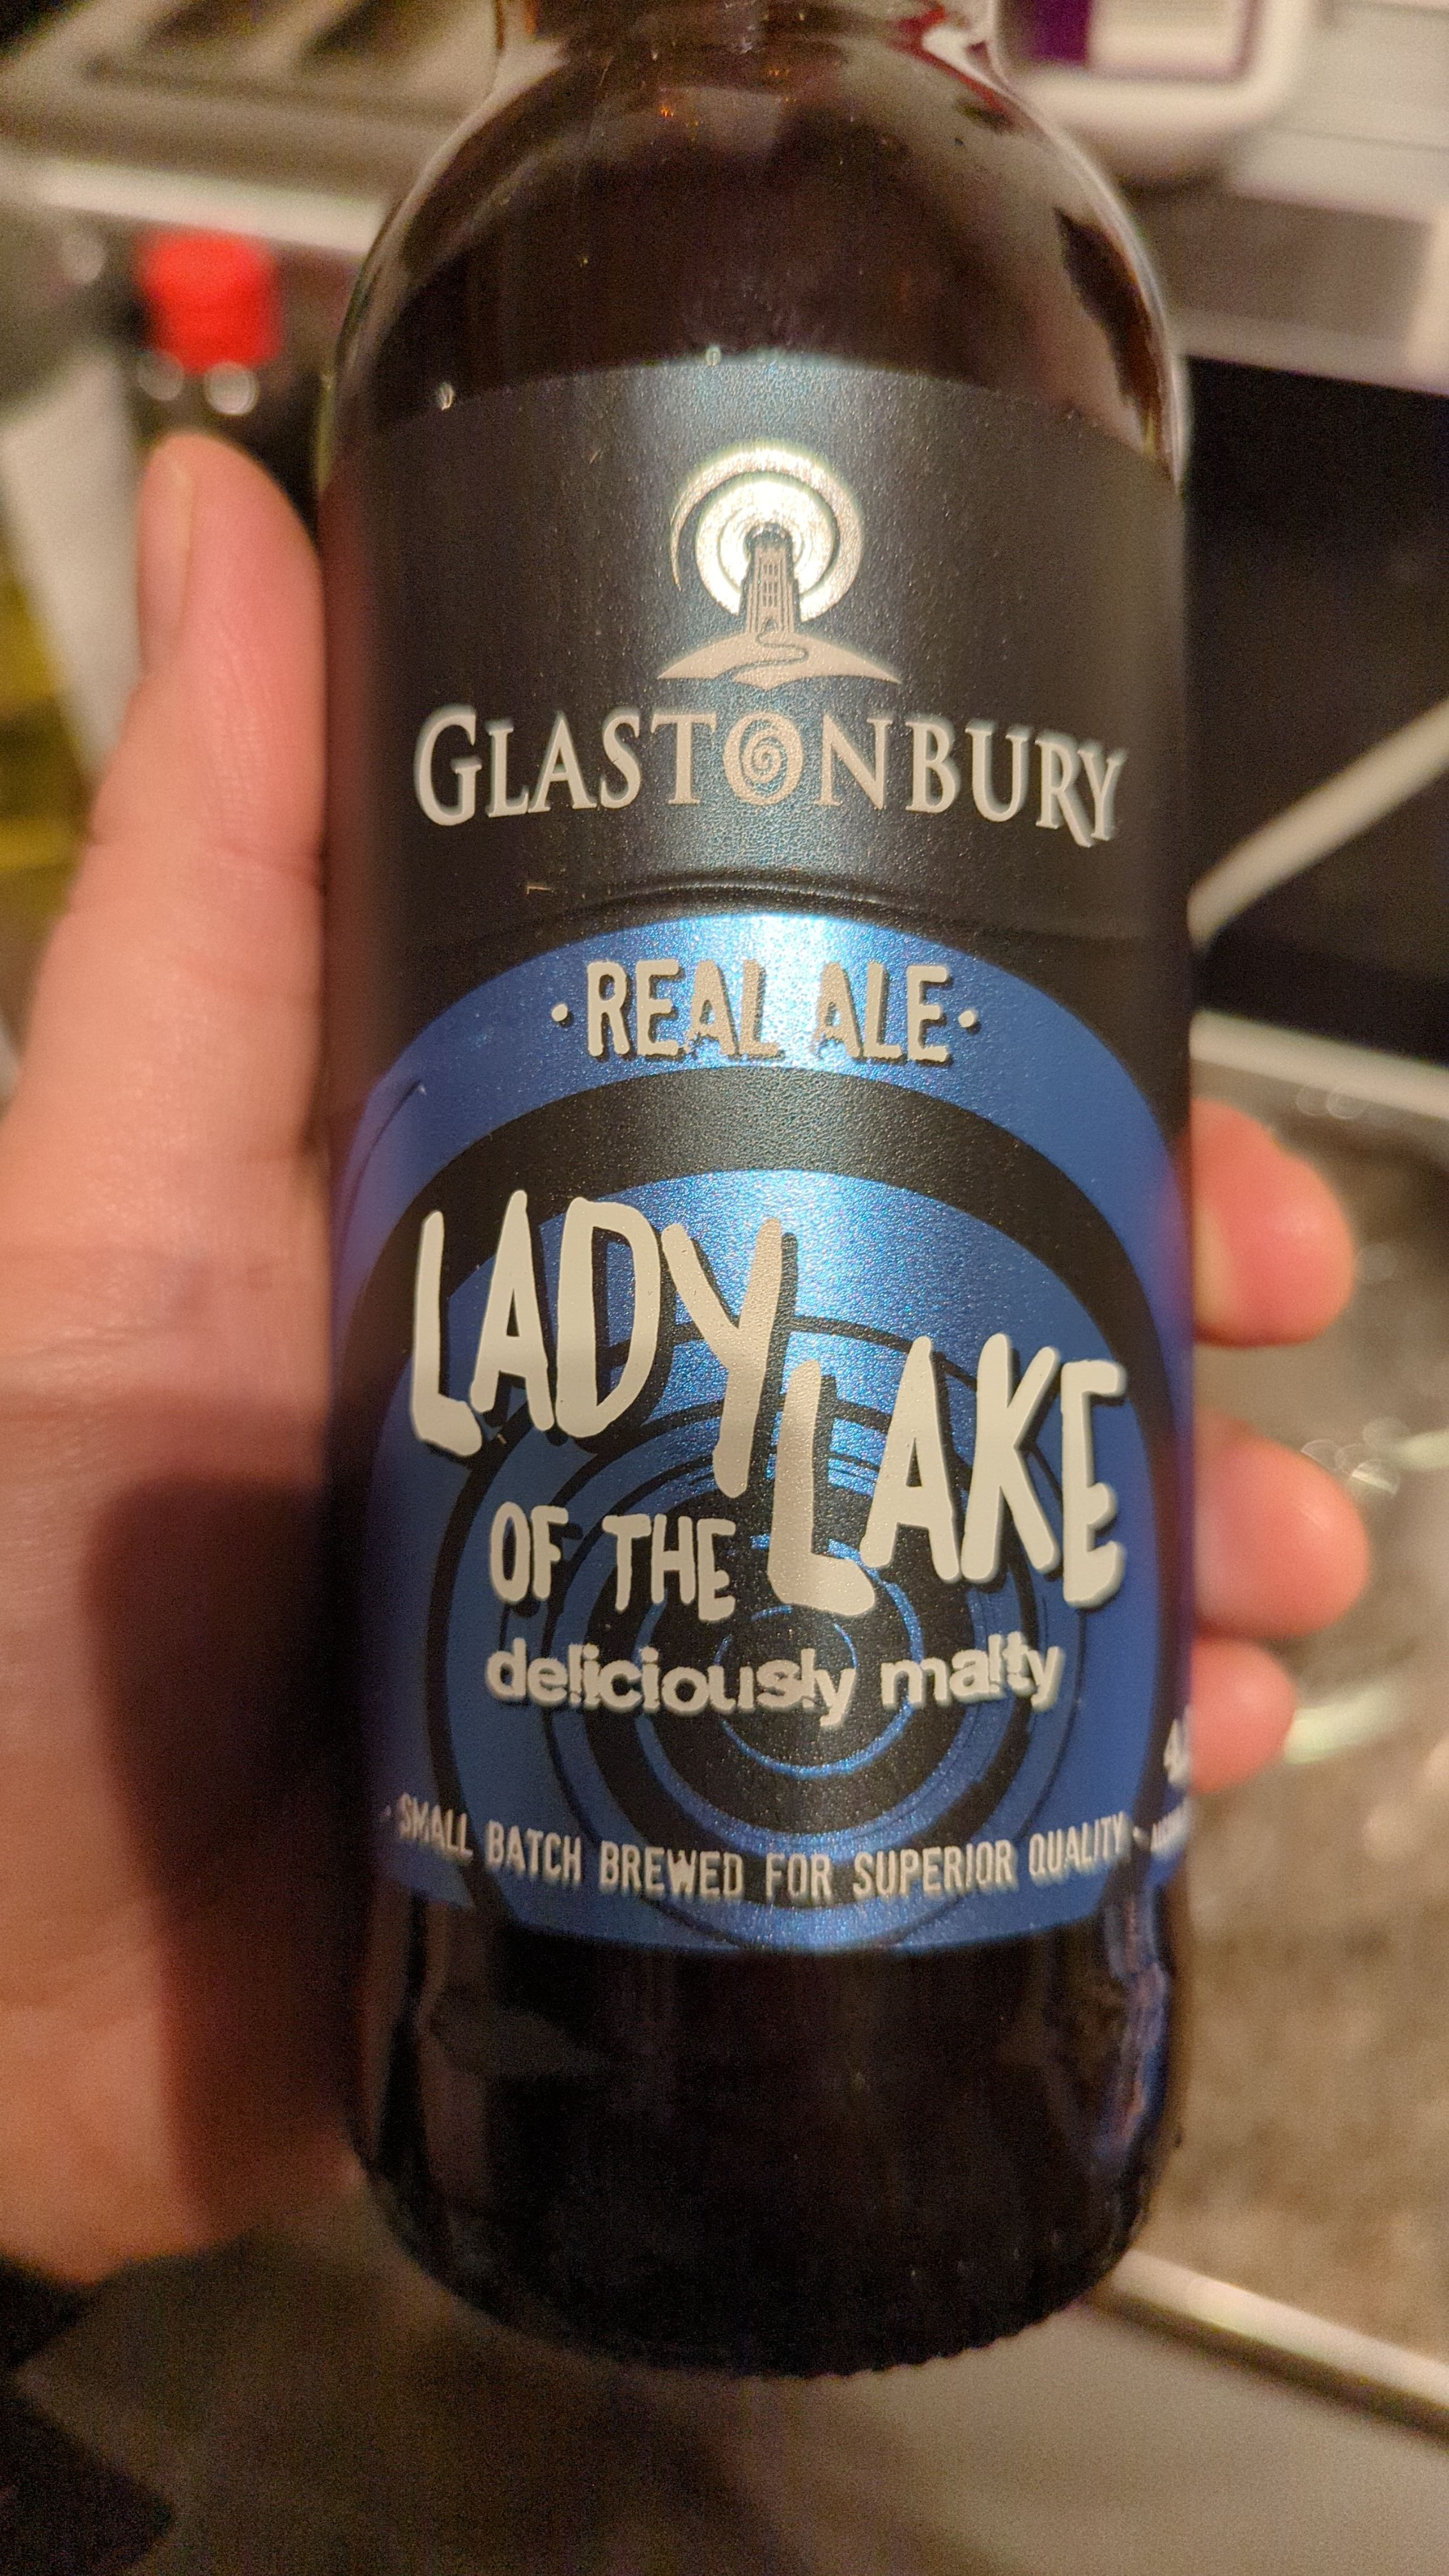 GLASTONBURY
·REAL ALE·
LADY
LAKE
OF THE
deliciously malty
· SMALL BATCH BREWED FOR SUPERIOR QUALITY ·